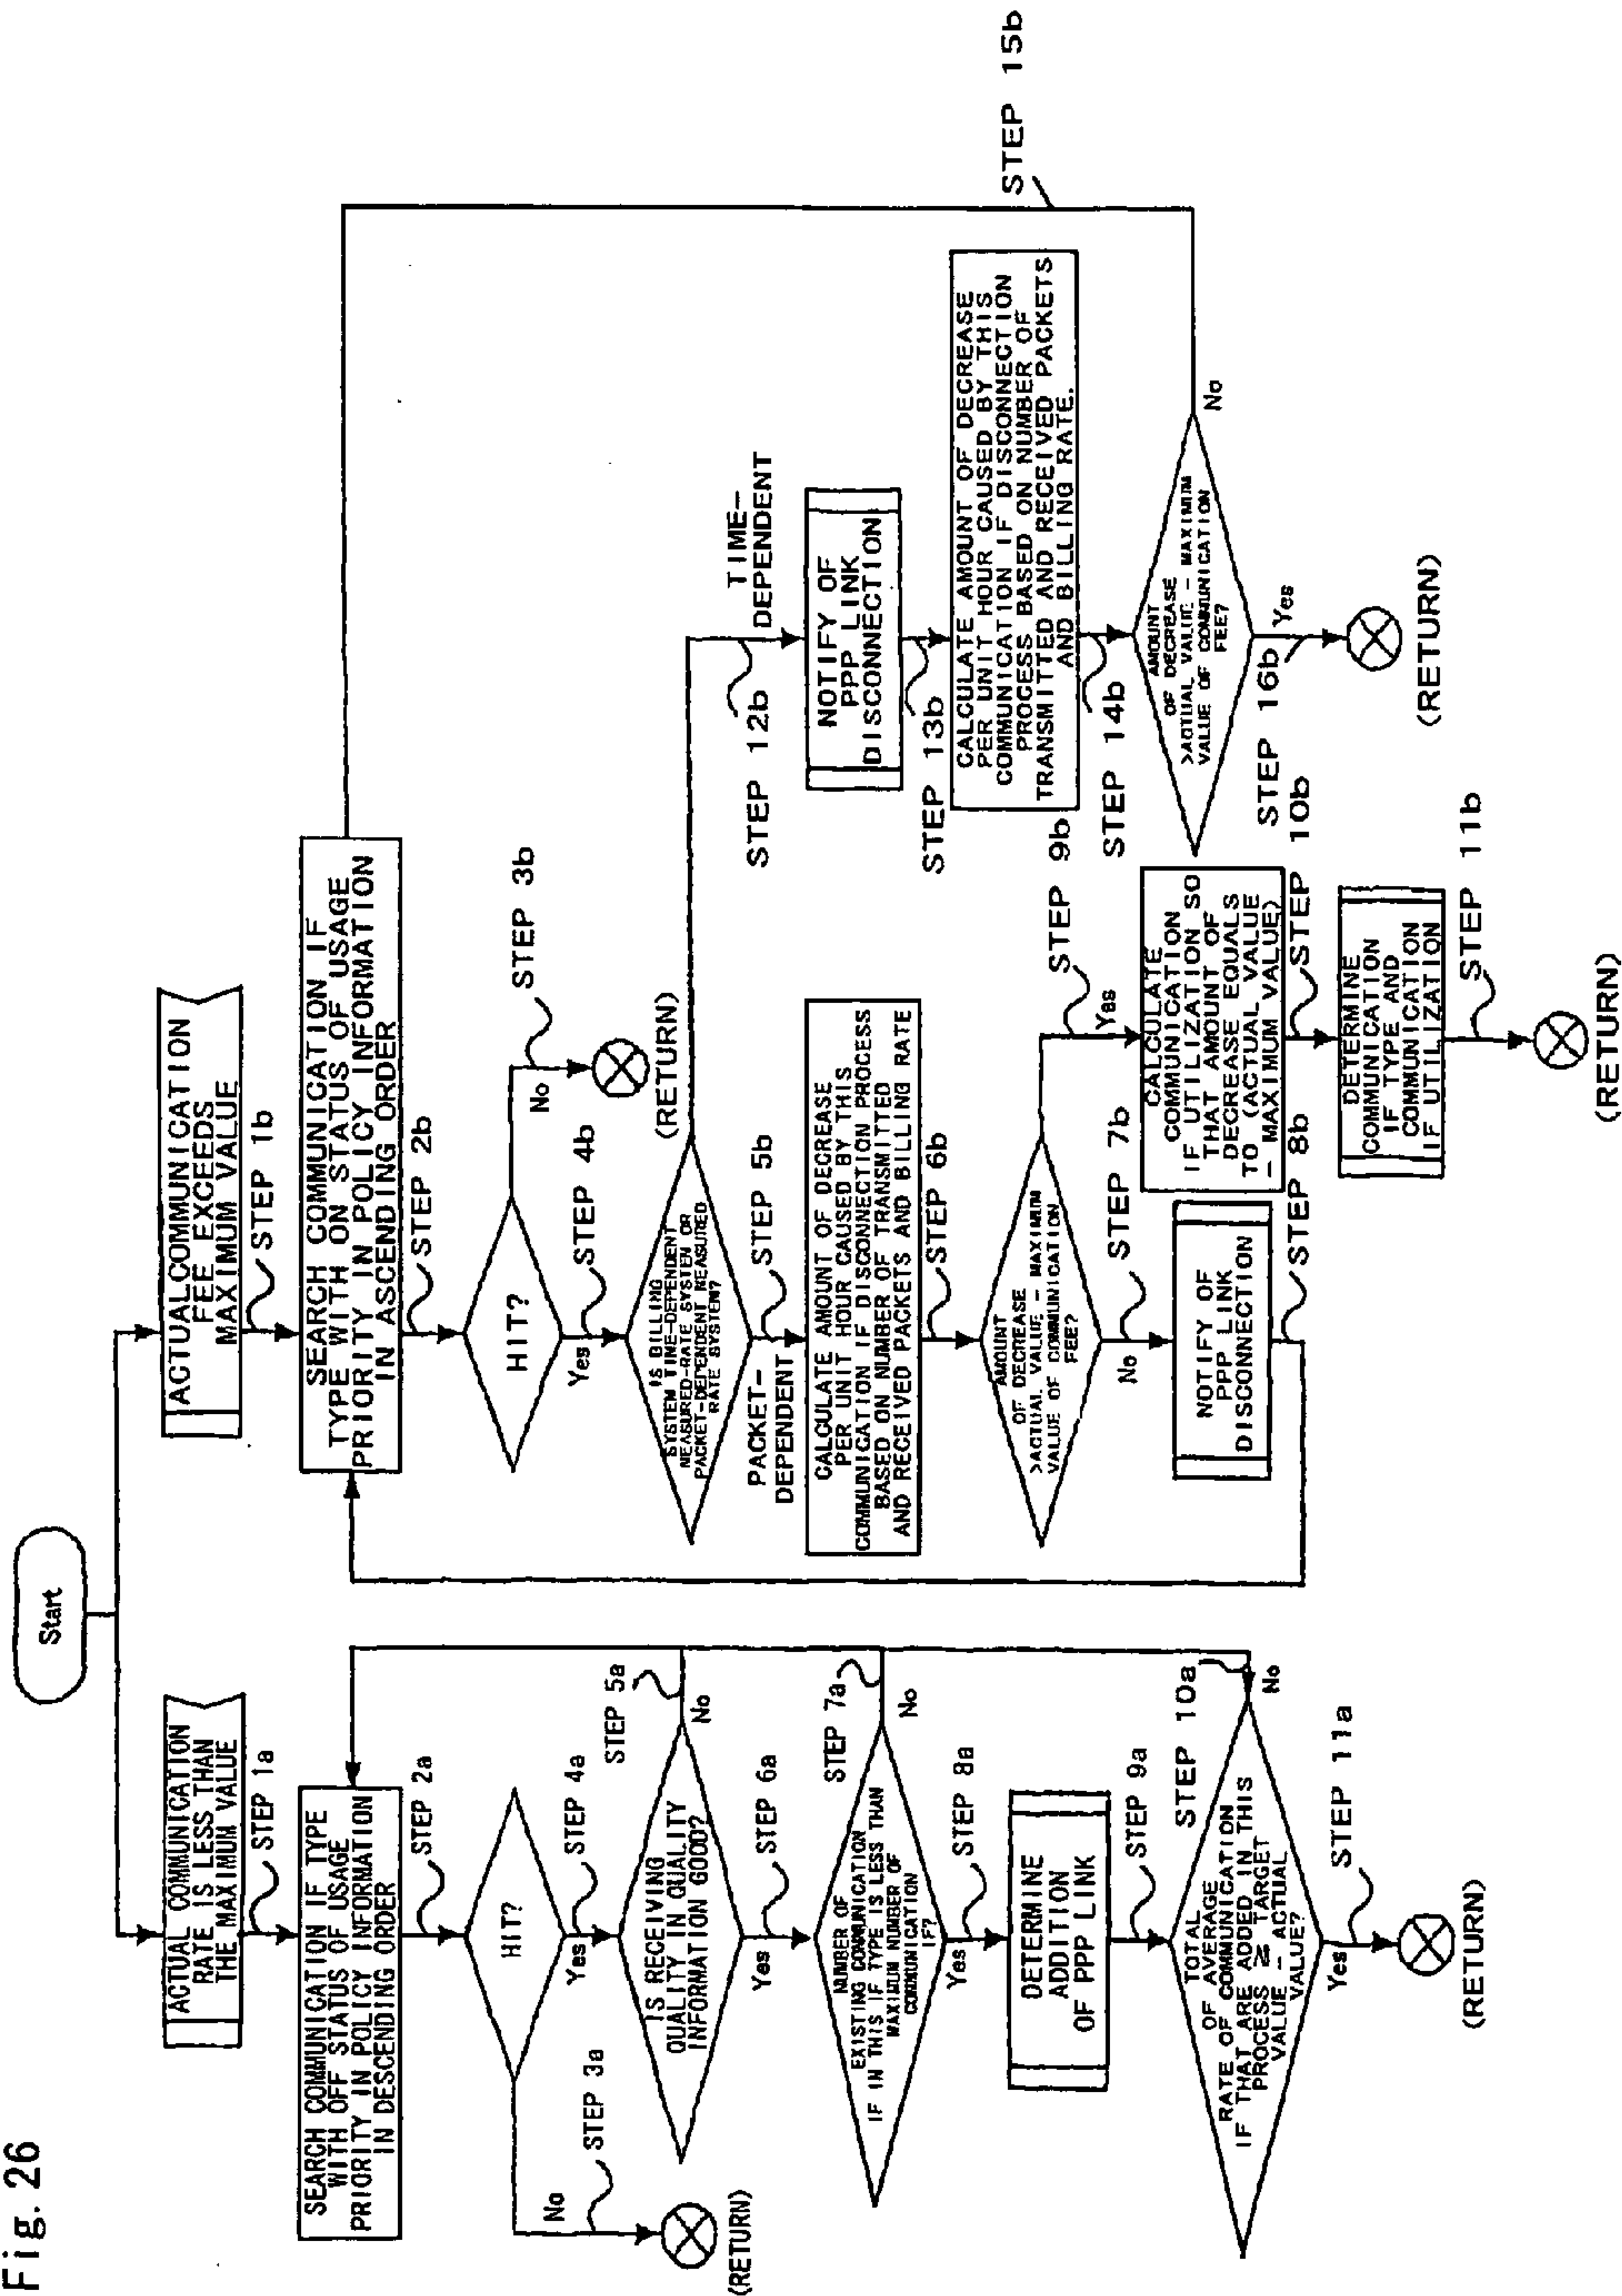 Fig. 26
Start
ACTUAL COMMUNICATION
RATE IS LESS THAN
THE MAXIMUM VALUE
STEP 1a
SEARCH COMMUNICATION IF TYPE
WITH OFF STATUS OF USAGE
PRIORITY IN POLICY INFORMATION
IN DESCENDING ORDER
STEP 2a
HIT?
No
STEP 3a
(RETURN)
Yes
STEP 4a
IS RECEIVING
QUALITY IN QUALITY
INFORMATION GOOD?
STEP 5a
No
Yes
STEP 6a
NUMBER OF
EXISTING COMMUNICATION
IF IN THIS IF TYPE IS LESS THAN
MAXIMUM NUMBER OF
COMMUNICATION
IF?
STEP 7a
No
Yes
STEP 8a
DETERMINE
ADDITION
OF PPP LINK
STEP 9a
TOTAL
OF AVERAGE
RATE OF COMMUNICATION
IF THAT ARE ADDED IN THIS
PROCESS ≥ TARGET
VALUE – ACTUAL
VALUE?
STEP 10a
No
Yes
STEP 11a
(RETURN)
ACTUALCOMMUNICATION
FEE EXCEEDS
MAXIMUM VALUE
STEP 1b
SEARCH COMMUNICATION IF
TYPE WITH ON STATUS OF USAGE
PRIORITY IN POLICY INFORMATION
IN ASCENDING ORDER
STEP 2b
HIT?
No
STEP 3b
(RETURN)
Yes
STEP 4b
IS BILLING
SYSTEM TIME-DEPENDENT
MEASURED-RATE SYSTEM OR
PACKET-DEPENDENT MEASURED
RATE SYSTEM?
PACKET–
DEPENDENT
STEP 5b
CALCULATE AMOUNT OF DECREASE
PER UNIT HOUR CAUSED BY THIS
COMMUNICATION IF DISCONNECTION PROCESS
BASED ON NUMBER OF TRANSMITTED
AND RECEIVED PACKETS AND BILLING RATE
STEP 6b
AMOUNT
OF DECREASE
>ACTUAL VALUE – MAXIMUM
VALUE OF COMMUNICATION
FEE?
No
STEP 7b
NOTIFY OF
PPP LINK
DISCONNECTION
STEP 8b
Yes
STEP 9b
CALCULATE
COMMUNICATION
IF UTILIZATION SO
THAT AMOUNT OF
DECREASE EQUALS
TO (ACTUAL VALUE
– MAXIMUM VALUE)
STEP 10b
DETERMINE
COMMUNICATION
IF TYPE AND
COMMUNICATION
IF UTILIZATION
STEP 11b
(RETURN)
TIME–
DEPENDENT
STEP 12b
NOTIFY OF
PPP LINK
DISCONNECTION
STEP 13b
CALCULATE AMOUNT OF DECREASE
PER UNIT HOUR CAUSED BY THIS
COMMUNICATION IF DISCONNECTION
PROCESS BASED ON NUMBER OF
TRANSMITTED AND RECEIVED PACKETS
AND BILLING RATE.
STEP 14b
AMOUNT
OF DECREASE
>ACTUAL VALUE – MAXIMUM
VALUE OF COMMUNICATION
FEE?
No
STEP 15b
Yes
STEP 16b
(RETURN)